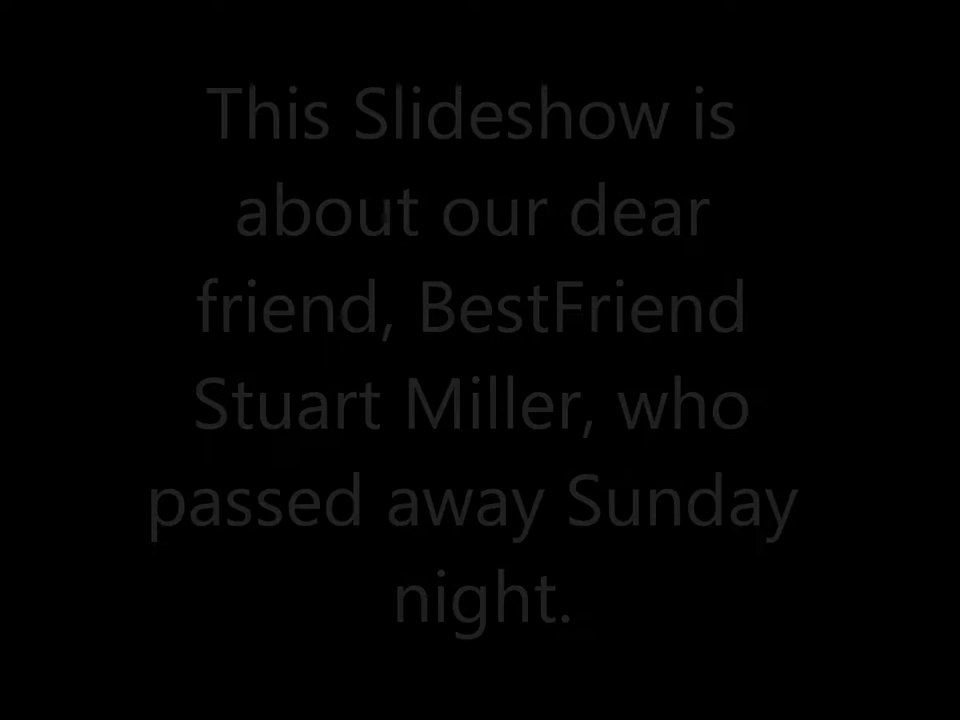 This Slideshow is
about our dear
friend, BestFriend
Stuart Miller, who
passed away Sunday
night.